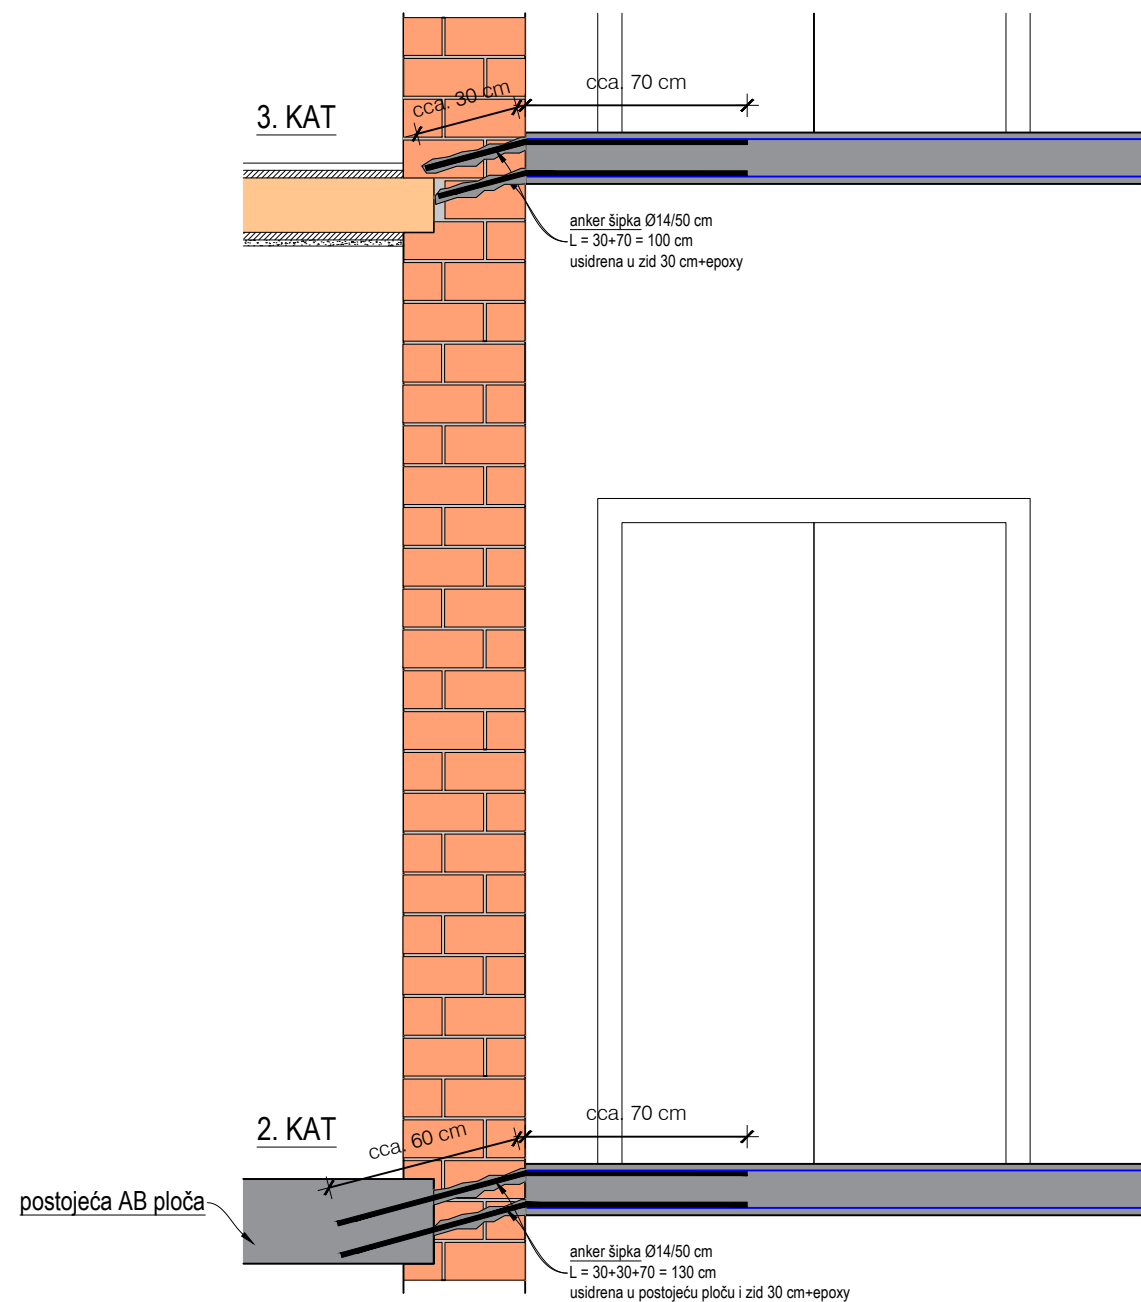 3. KAT
cca. 30 cm
cca. 70 cm
anker šipka Ø14/50 cm
L = 30+70 = 100 cm
usidrena u zid 30 cm+epoxy
2. KAT
cca. 60 cm
cca. 70 cm
postojeća AB ploča
anker šipka Ø14/50 cm
L = 30+30+70 = 130 cm
usidrena u postojeću ploču i zid 30 cm+epoxy